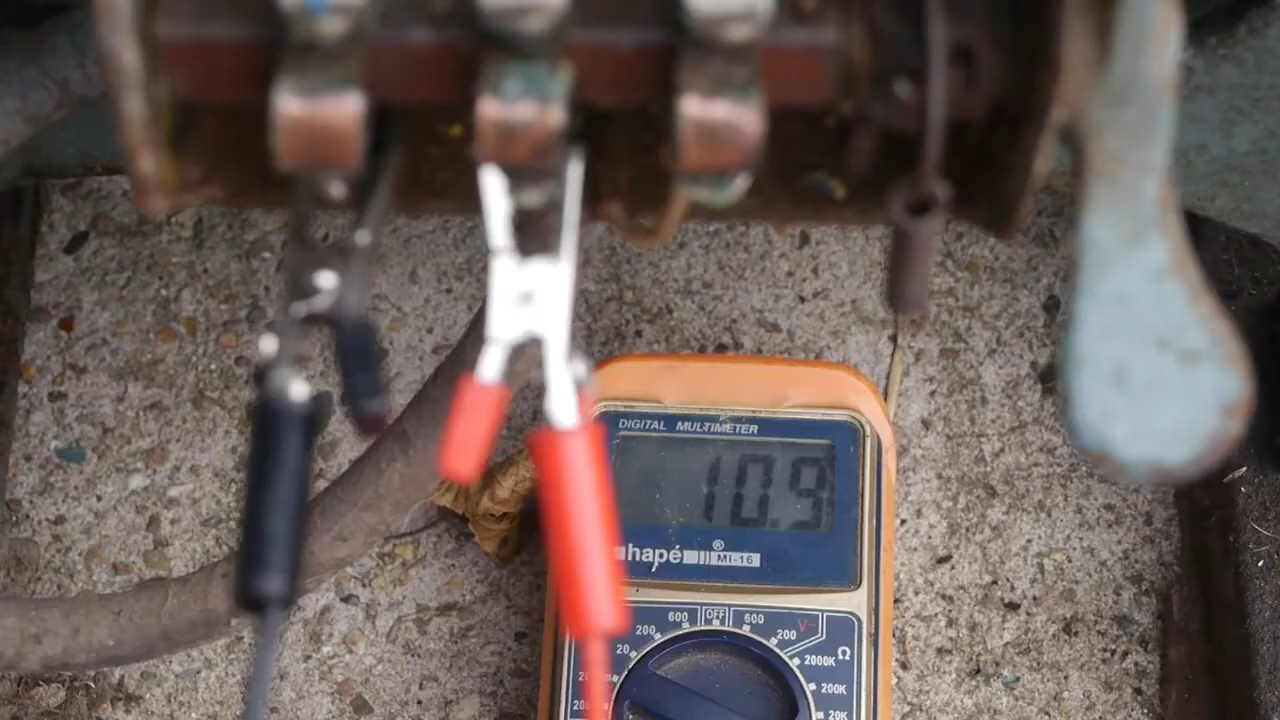 DIGITAL MULTIMETER
10.9
hapé ® MI-16
OFF
600 600
200 200 V~
20 2000K Ω
200K
20K